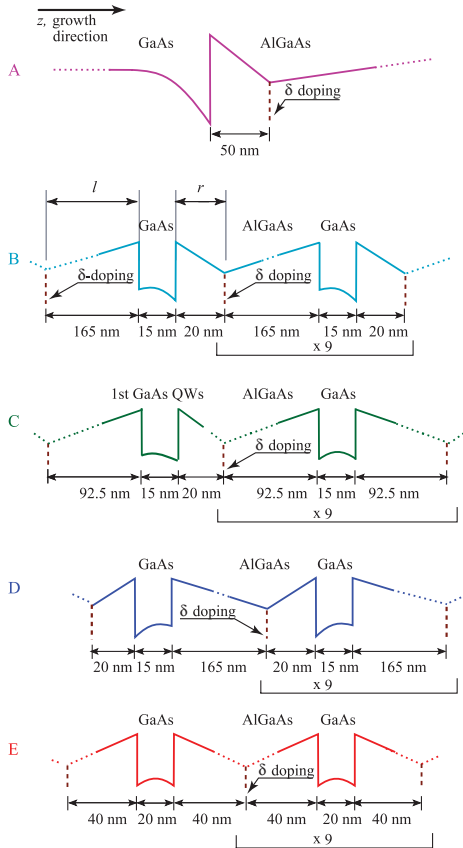 z, growth
direction
GaAs
AlGaAs
A
δ doping
50 nm
l
r
GaAs
AlGaAs
GaAs
B
δ-doping
δ doping
165 nm
15 nm
20 nm
165 nm
15 nm
20 nm
x 9
1st GaAs QWs
AlGaAs
GaAs
C
δ doping
92.5 nm
15 nm
20 nm
92.5 nm
15 nm
92.5 nm
x 9
GaAs
AlGaAs
GaAs
D
δ doping
20 nm
15 nm
165 nm
20 nm
15 nm
165 nm
x 9
GaAs
AlGaAs
GaAs
E
δ doping
40 nm
20 nm
40 nm
40 nm
20 nm
40 nm
x 9